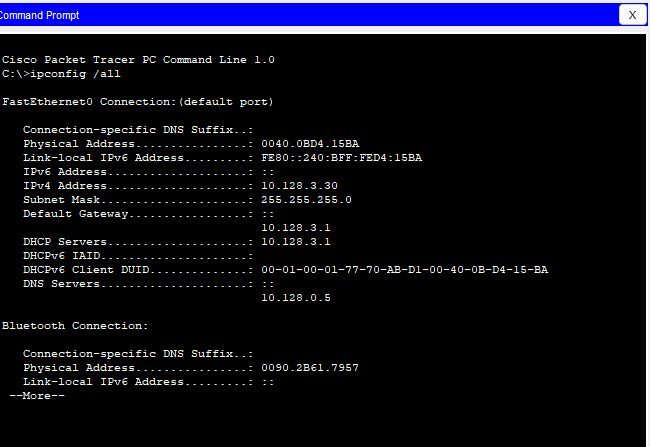 Command Prompt
X
Cisco Packet Tracer PC Command Line 1.0
C:\>ipconfig /all
FastEthernet0 Connection:(default port)
Connection-specific DNS Suffix..:
Physical Address................: 0040.0BD4.15BA
Link-local IPv6 Address.........: FE80::240:BFF:FED4:15BA
IPv6 Address....................: ::
IPv4 Address....................: 10.128.3.30
Subnet Mask.....................: 255.255.255.0
Default Gateway.................: ::
10.128.3.1
DHCP Servers....................: 10.128.3.1
DHCPv6 IAID.....................:
DHCPv6 Client DUID..............: 00-01-00-01-77-70-AB-D1-00-40-0B-D4-15-BA
DNS Servers.....................: ::
10.128.0.5
Bluetooth Connection:
Connection-specific DNS Suffix..:
Physical Address................: 0090.2B61.7957
Link-local IPv6 Address.........: ::
--More--